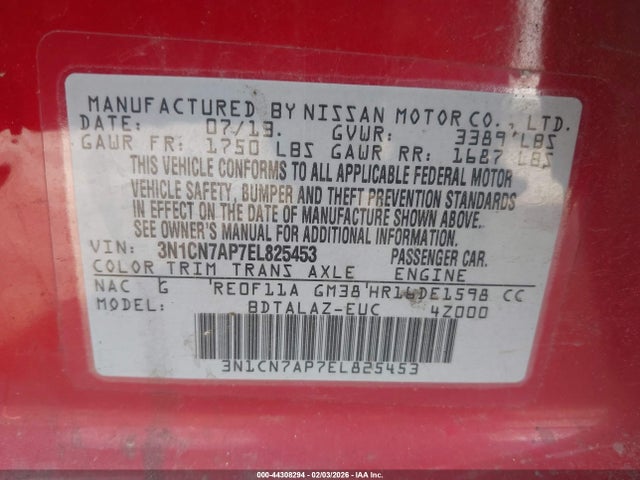 MANUFACTURED BY NISSAN MOTOR CO., LTD.
DATE: 07/13. GVWR: 3389 LBS
GAWR FR: 1750 LBS GAWR RR: 1687 LBS
THIS VEHICLE CONFORMS TO ALL APPLICABLE FEDERAL MOTOR
VEHICLE SAFETY, BUMPER AND THEFT PREVENTION STANDARDS
IN EFFECT ON THE DATE OF MANUFACTURE SHOWN ABOVE.
SEE OWNER'S MANUAL FOR ADDITIONAL INFORMATION.
VIN: 3N1CN7AP7EL825453 PASSENGER CAR.
COLOR TRIM TRANS AXLE ENGINE
NAC G RE0F11A GM38 HR16DE1598 CC
MODEL: BDTALAZ-EUC 4Z000
3N1CN7AP7EL825453
000-44308294 - 02/03/2026 - IAA Inc.